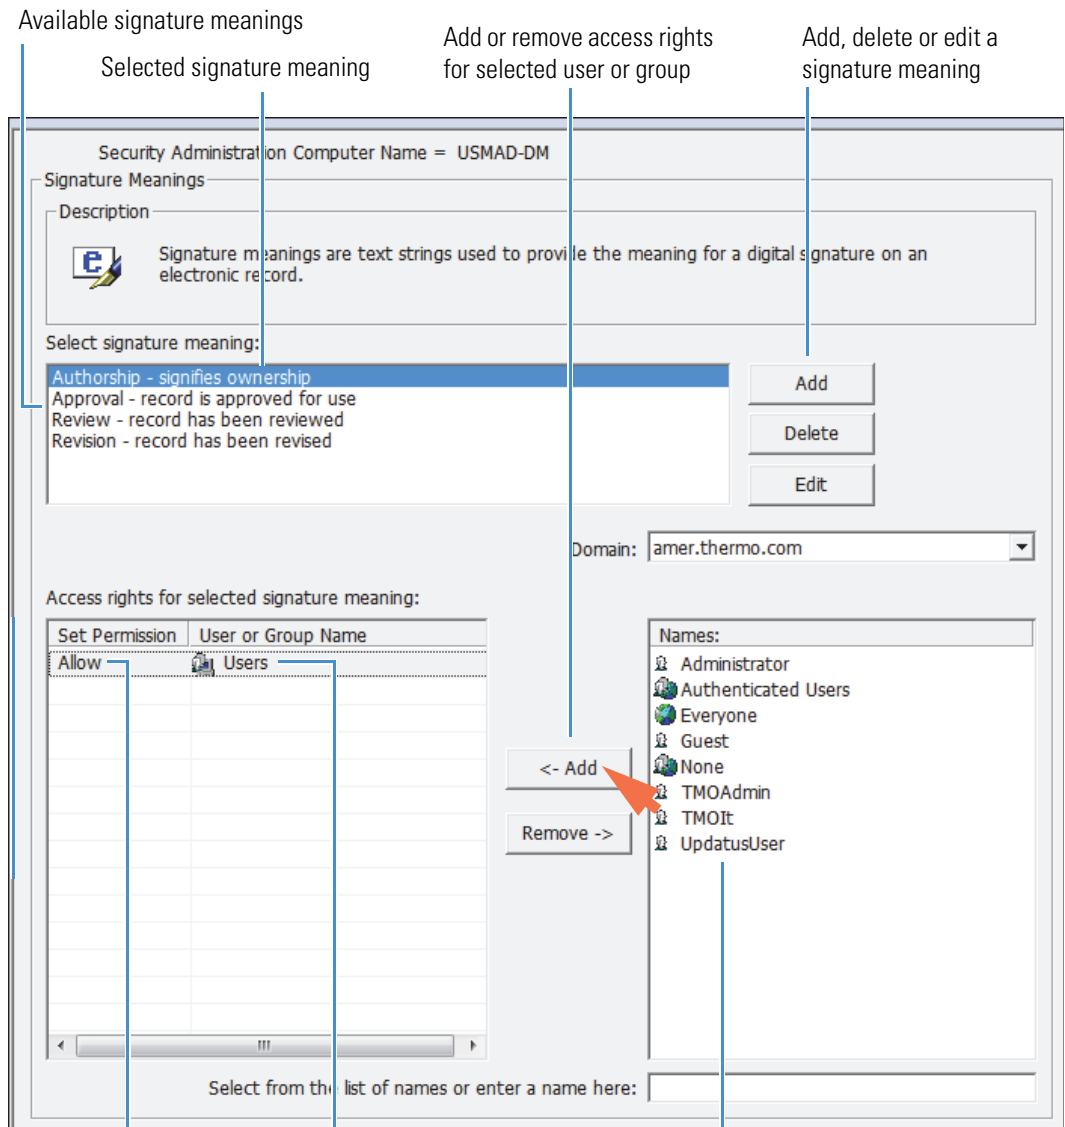 Available signature meanings
Selected signature meaning
Add or remove access rights
for selected user or group
Add, delete or edit a
signature meaning
Security Administration Computer Name = USMAD-DM
Signature Meanings
Description
Signature meanings are text strings used to provide the meaning for a digital signature on an
electronic record.
Select signature meaning:
Authorship - signifies ownership
Approval - record is approved for use
Review - record has been reviewed
Revision - record has been revised
Add
Delete
Edit
Domain:
amer.thermo.com
Access rights for selected signature meaning:
Set Permission
User or Group Name
Allow
Users
<- Add
Remove ->
Names:
Administrator
Authenticated Users
Everyone
Guest
None
TMOAdmin
TMOIt
UpdatusUser
Select from the list of names or enter a name here: